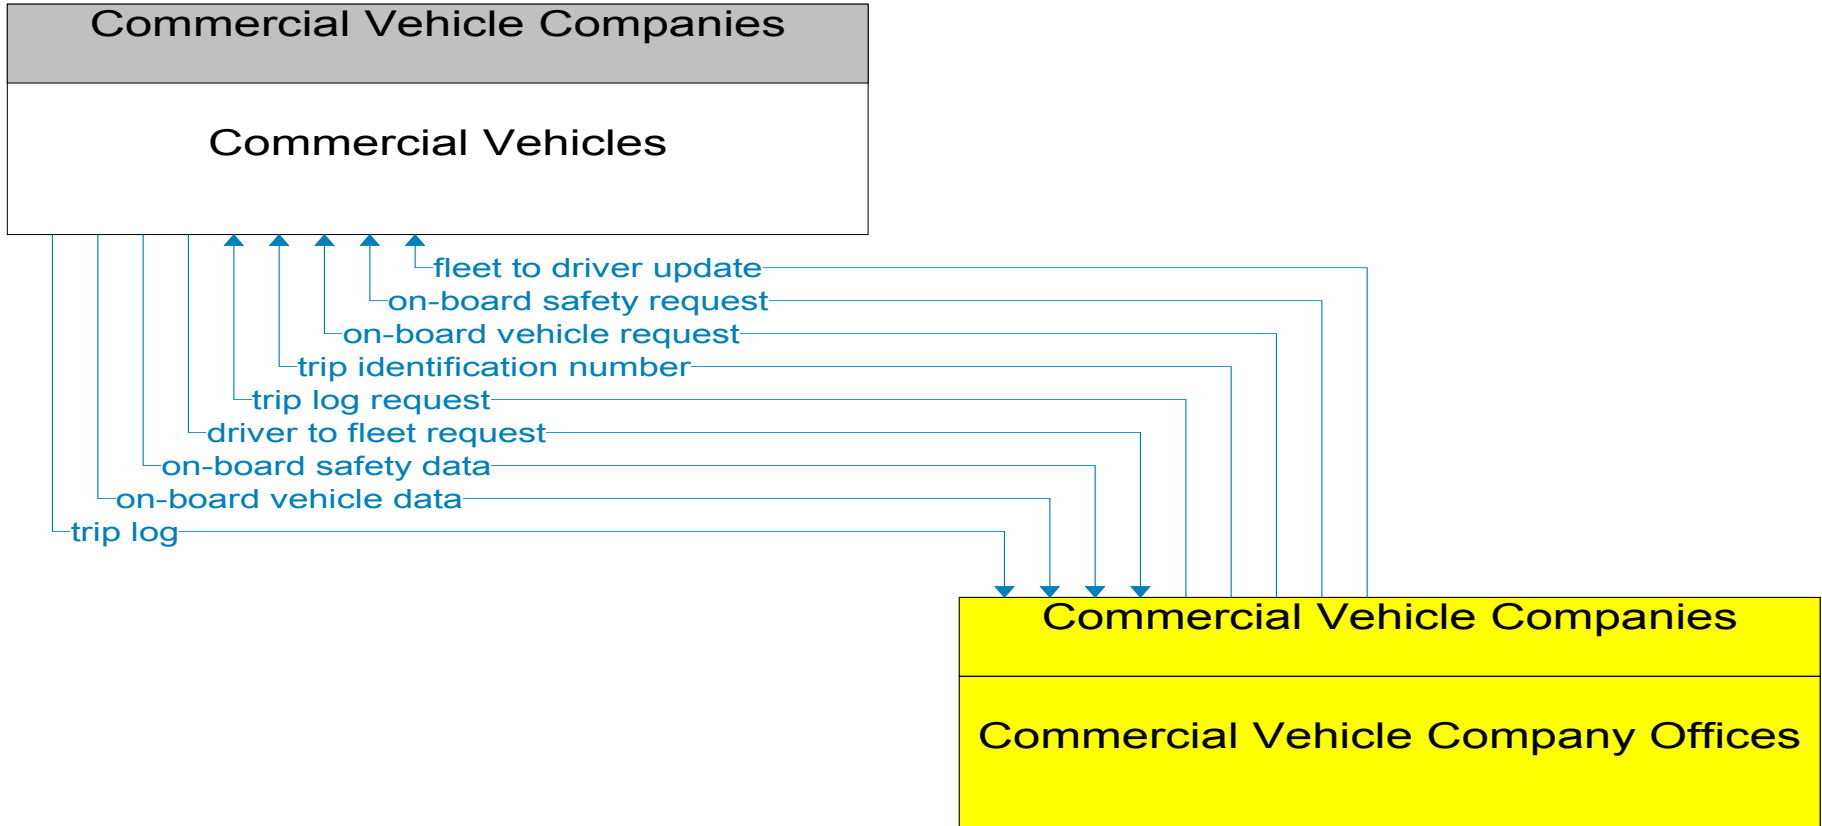 Commercial Vehicle Companies
Commercial Vehicles
fleet to driver update
on-board safety request
on-board vehicle request
trip identification number
trip log request
driver to fleet request
on-board safety data
on-board vehicle data
trip log
Commercial Vehicle Companies
Commercial Vehicle Company Offices